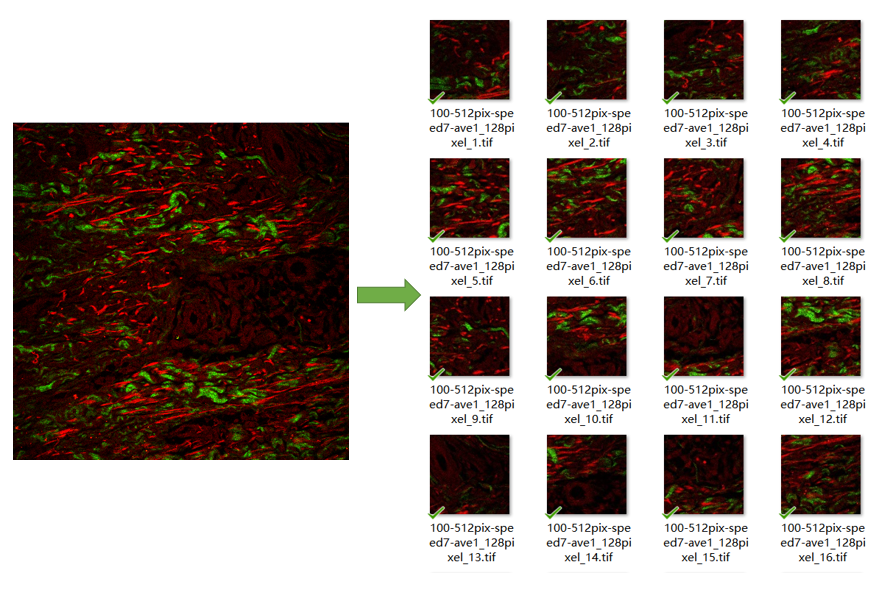 100-512pix-spe
ed7-ave1_128pi
xel_1.tif
100-512pix-spe
ed7-ave1_128pi
xel_2.tif
100-512pix-spe
ed7-ave1_128pi
xel_3.tif
100-512pix-spe
ed7-ave1_128pi
xel_4.tif
100-512pix-spe
ed7-ave1_128pi
xel_5.tif
100-512pix-spe
ed7-ave1_128pi
xel_6.tif
100-512pix-spe
ed7-ave1_128pi
xel_7.tif
100-512pix-spe
ed7-ave1_128pi
xel_8.tif
100-512pix-spe
ed7-ave1_128pi
xel_9.tif
100-512pix-spe
ed7-ave1_128pi
xel_10.tif
100-512pix-spe
ed7-ave1_128pi
xel_11.tif
100-512pix-spe
ed7-ave1_128pi
xel_12.tif
100-512pix-spe
ed7-ave1_128pi
xel_13.tif
100-512pix-spe
ed7-ave1_128pi
xel_14.tif
100-512pix-spe
ed7-ave1_128pi
xel_15.tif
100-512pix-spe
ed7-ave1_128pi
xel_16.tif